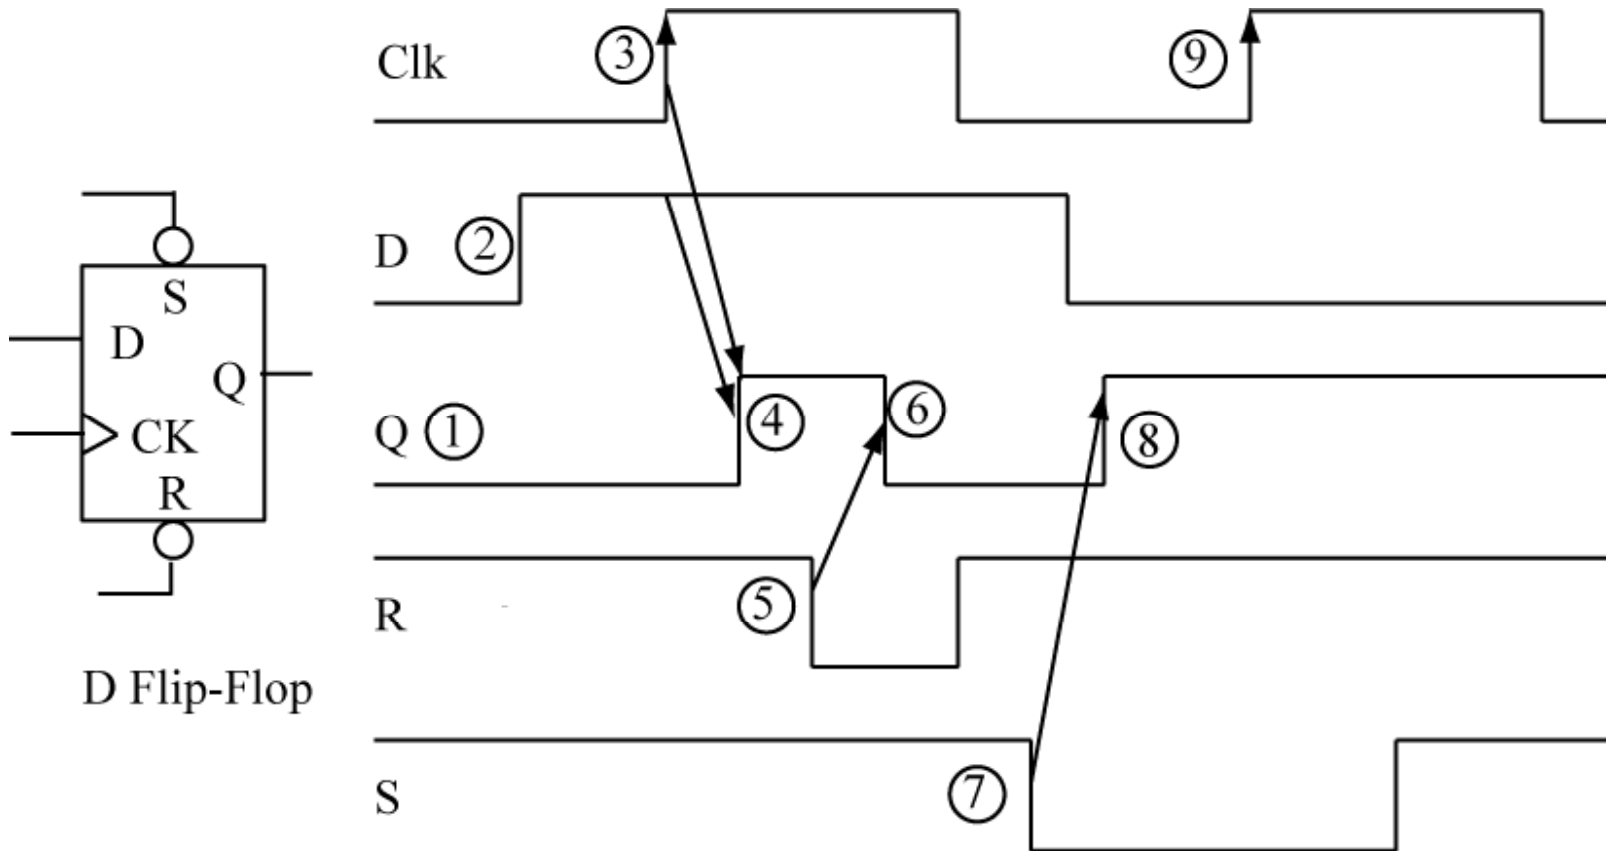 Clk ③ ⑨
D ②
Q ① ④ ⑥ ⑧
R ⑤
S ⑦
S
D
Q
CK
R
D Flip-Flop